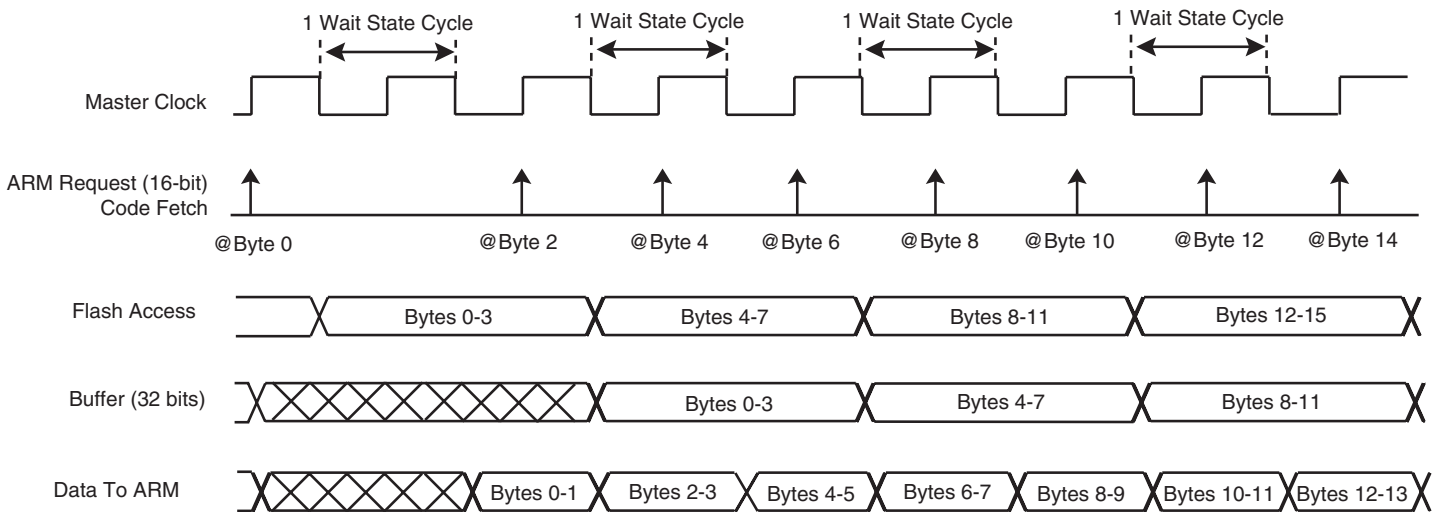 1 Wait State Cycle 1 Wait State Cycle 1 Wait State Cycle 1 Wait State Cycle
Master Clock
ARM Request (16-bit)
Code Fetch
@Byte 0 @Byte 2 @Byte 4 @Byte 6 @Byte 8 @Byte 10 @Byte 12 @Byte 14
Flash Access Bytes 0-3 Bytes 4-7 Bytes 8-11 Bytes 12-15
Buffer (32 bits) Bytes 0-3 Bytes 4-7 Bytes 8-11
Data To ARM Bytes 0-1 Bytes 2-3 Bytes 4-5 Bytes 6-7 Bytes 8-9 Bytes 10-11 Bytes 12-13